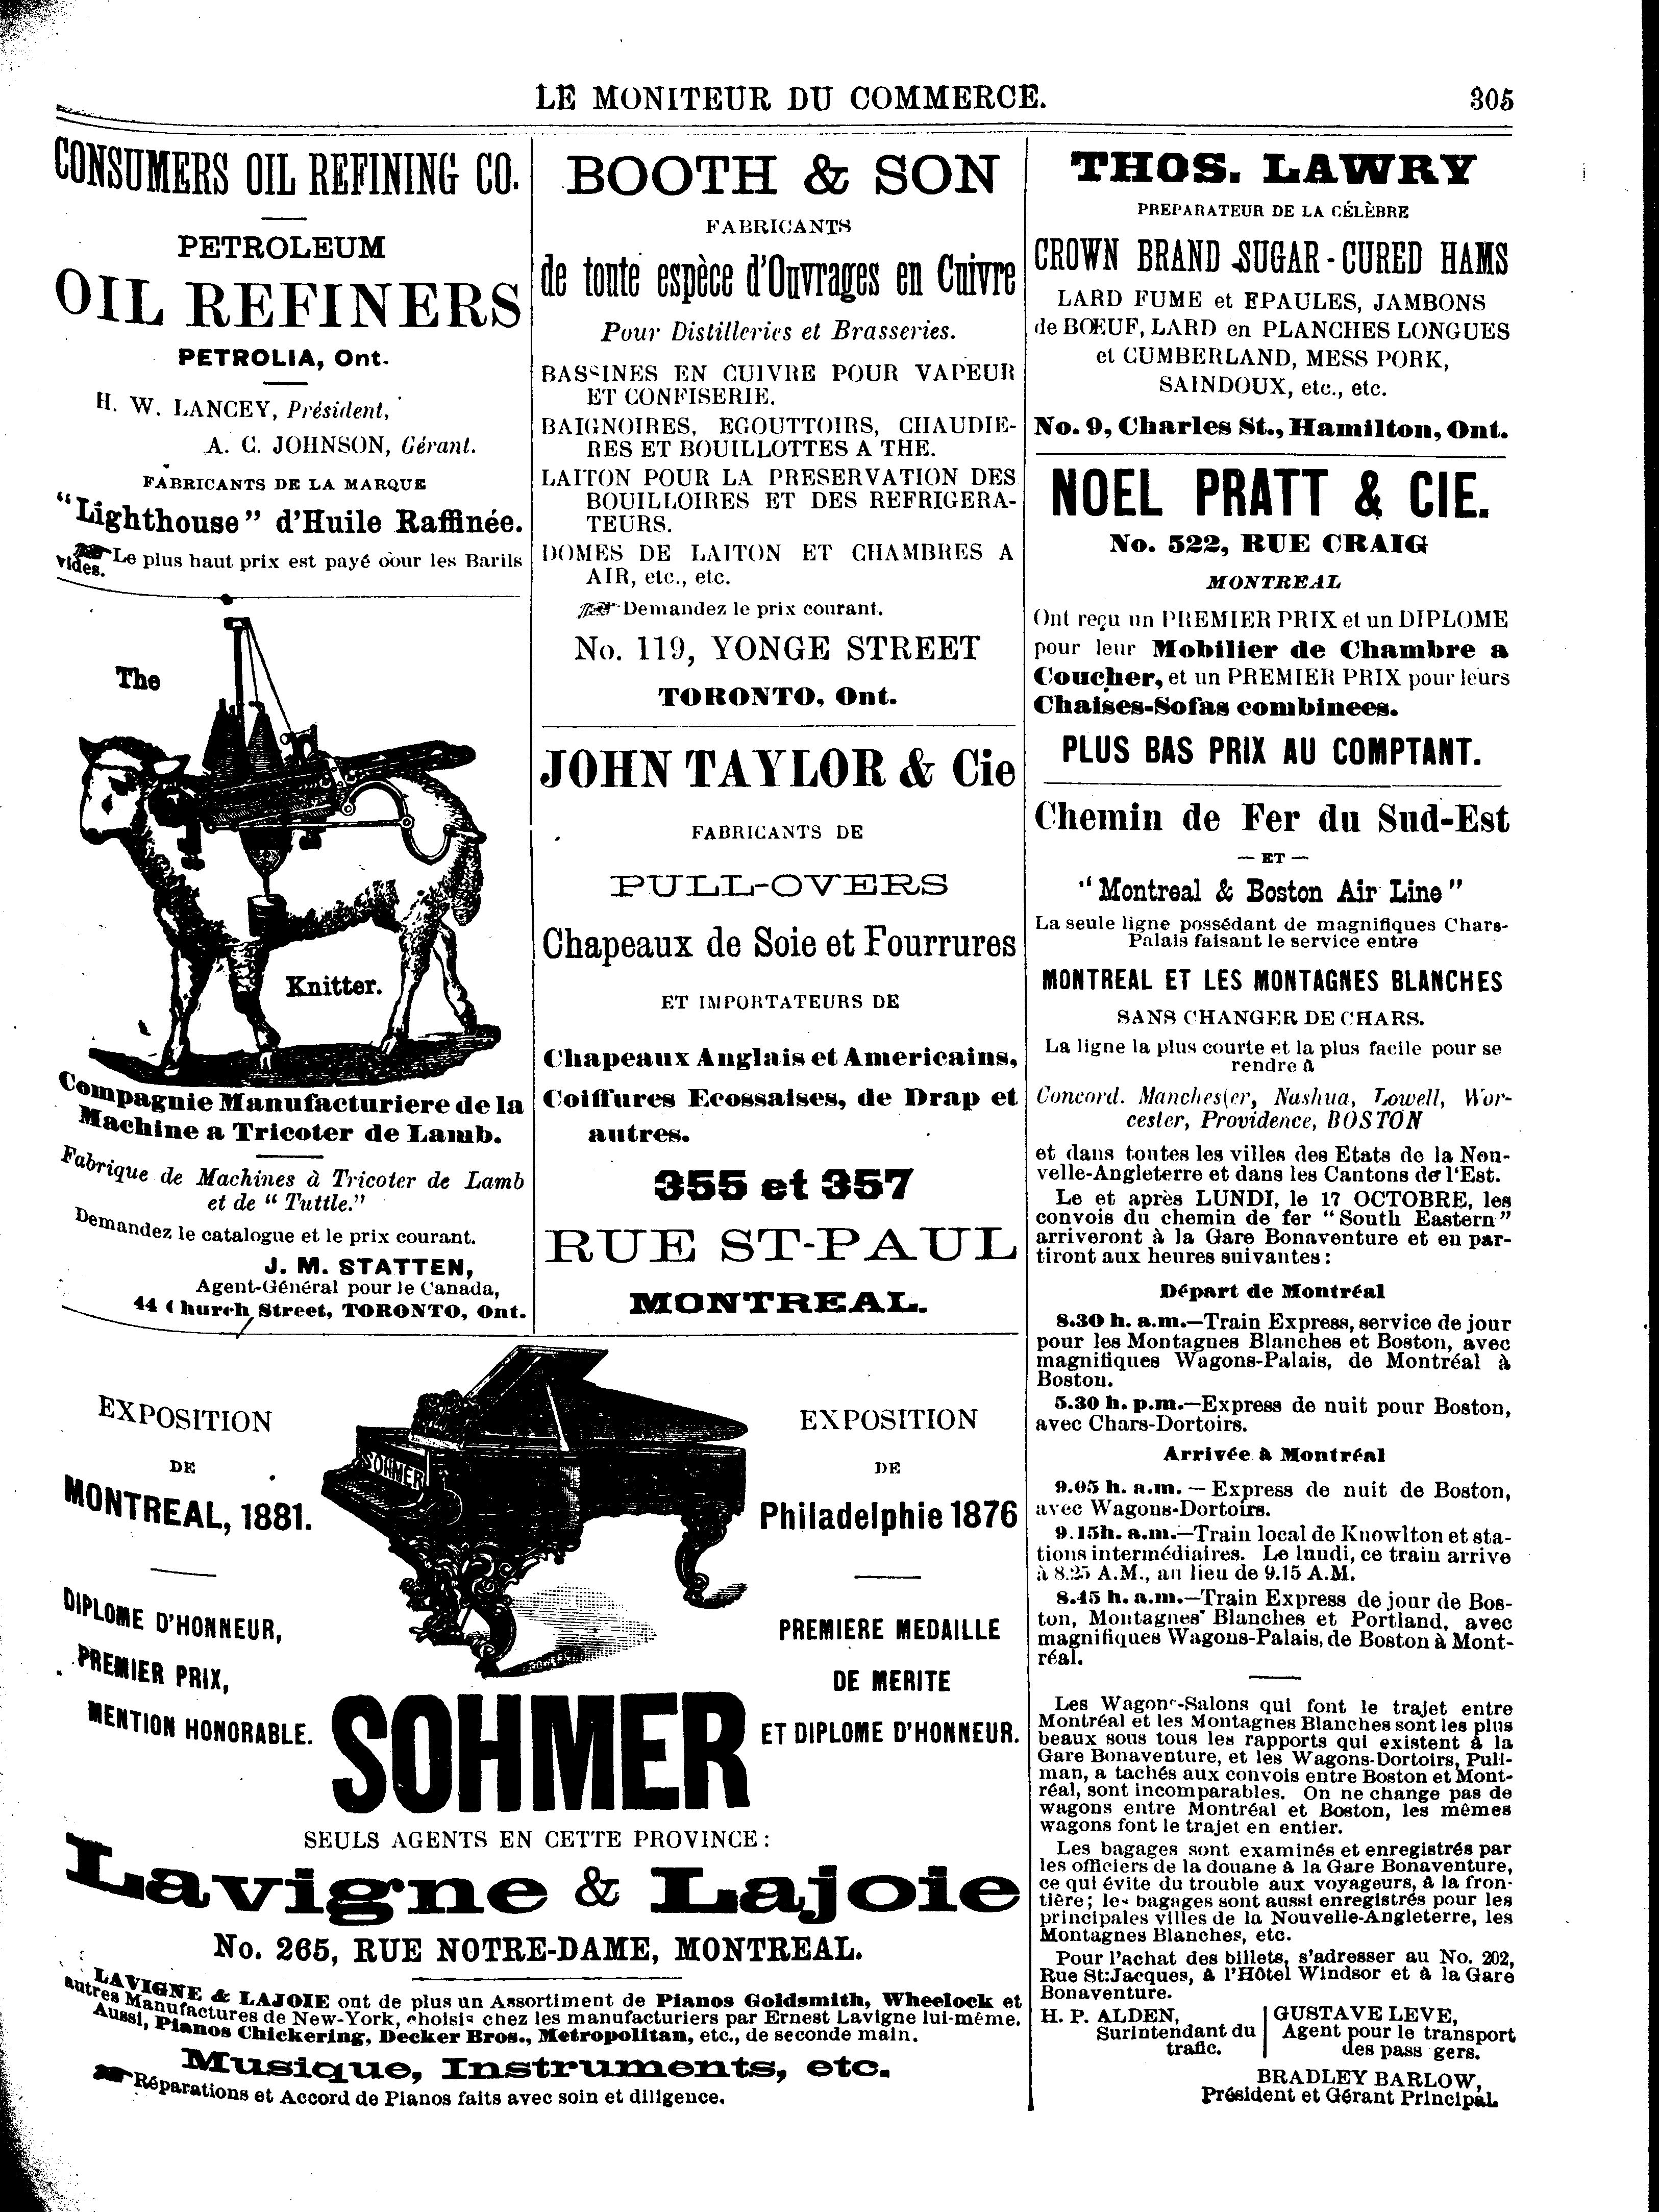 LE MONITEUR DU COMMERCE.
305
CONSUMERS OIL REFINING CO.
PETROLEUM
OIL REFINERS
PETROLIA, Ont.
H. W. LANCEY, Président,
A. C. JOHNSON, Gérant.
FABRICANTS DE LA MARQUE
"Lighthouse" d'Huile Raffinée.
Le plus haut prix est payé pour les Barils
vides.
The
Knitter.
Compagnie Manufacturiere de la
Machine a Tricoter de Lamb.
Fabrique de Machines à Tricoter de Lamb
et de "Tuttle."
Demandez le catalogue et le prix courant.
J. M. STATTEN,
Agent-Général pour le Canada,
44 Church Street, TORONTO, Ont.
BOOTH & SON
FABRICANTS
de toute espèce d'Ouvrages en Cuivre
Pour Distilleries et Brasseries.
BASSINES EN CUIVRE POUR VAPEUR
ET CONFISERIE.
BAIGNOIRES, EGOUTTOIRS, CHAUDIE-
RES ET BOUILLOTTES A THE.
LAITON POUR LA PRESERVATION DES
BOUILLOIRES ET DES REFRIGERA-
TEURS.
DOMES DE LAITON ET CHAMBRES A
AIR, etc., etc.
Demandez le prix courant.
No. 119, YONGE STREET
TORONTO, Ont.
JOHN TAYLOR & Cie
FABRICANTS DE
PULL-OVERS
Chapeaux de Soie et Fourrures
ET IMPORTATEURS DE
Chapeaux Anglais et Americains,
Coiffures Ecossaises, de Drap et
autres.
355 et 357
RUE ST-PAUL
MONTREAL.
EXPOSITION
DE
MONTREAL, 1881.
DIPLOME D'HONNEUR,
PREMIER PRIX,
MENTION HONORABLE.
SOHMER
EXPOSITION
DE
Philadelphie 1876
PREMIERE MEDAILLE
DE MERITE
ET DIPLOME D'HONNEUR.
SOHMER
SEULS AGENTS EN CETTE PROVINCE:
Lavigne & Lajoie
No. 265, RUE NOTRE-DAME, MONTREAL.
LAVIGNE & LAJOIE ont de plus un Assortiment de Pianos Goldsmith, Wheelock et
autres Manufactures de New-York, choisis chez les manufacturiers par Ernest Lavigne lui-même.
Aussi, Pianos Chickering, Decker Bros., Metropolitan, etc., de seconde main.
Musique, Instruments, etc.
Réparations et Accord de Pianos faits avec soin et diligence.
THOS. LAWRY
PREPARATEUR DE LA CÉLÈBRE
CROWN BRAND SUGAR-CURED HAMS
LARD FUME et EPAULES, JAMBONS
de BŒUF, LARD en PLANCHES LONGUES
et CUMBERLAND, MESS PORK,
SAINDOUX, etc., etc.
No. 9, Charles St., Hamilton, Ont.
NOEL PRATT & CIE.
No. 522, RUE CRAIG
MONTREAL
Ont reçu un PREMIER PRIX et un DIPLOME
pour leur Mobilier de Chambre a
Coucher, et un PREMIER PRIX pour leurs
Chaises-Sofas combinees.
PLUS BAS PRIX AU COMPTANT.
Chemin de Fer du Sud-Est
— ET —
"Montreal & Boston Air Line"
La seule ligne possédant de magnifiques Chars-
Palais faisant le service entre
MONTREAL ET LES MONTAGNES BLANCHES
SANS CHANGER DE CHARS.
La ligne la plus courte et la plus facile pour se
rendre à
Concord. Manchester, Nashua, Lowell, Wor-
cester, Providence, BOSTON
et dans toutes les villes des Etats de la Nou-
velle-Angleterre et dans les Cantons de l'Est.
Le et après LUNDI, le 17 OCTOBRE, les
convois du chemin de fer "South Eastern"
arriveront à la Gare Bonaventure et en par-
tiront aux heures suivantes:
Départ de Montréal
8.30 h. a.m.—Train Express, service de jour
pour les Montagnes Blanches et Boston, avec
magnifiques Wagons-Palais, de Montréal à
Boston.
5.30 h. p.m.—Express de nuit pour Boston,
avec Chars-Dortoirs.
Arrivée à Montréal
9.05 h. a.m.—Express de nuit de Boston,
avec Wagons-Dortoirs.
9.15h. a.m.—Train local de Knowlton et sta-
tions intermédiaires. Le lundi, ce train arrive
à 8.25 A.M., au lieu de 9.15 A.M.
8.45 h. a.m.—Train Express de jour de Bos-
ton, Montagnes Blanches et Portland, avec
magnifiques Wagons-Palais, de Boston à Mont-
réal.
Les Wagons-Salons qui font le trajet entre
Montréal et les Montagnes Blanches sont les plus
beaux sous tous les rapports qui existent à la
Gare Bonaventure, et les Wagons-Dortoirs, Pull-
man, a tachés aux convois entre Boston et Mont-
réal, sont incomparables. On ne change pas de
wagons entre Montréal et Boston, les mêmes
wagons font le trajet en entier.
Les bagages sont examinés et enregistrés par
les officiers de la douane à la Gare Bonaventure,
ce qui évite du trouble aux voyageurs, à la fron-
tière; les bagages sont aussi enregistrés pour les
principales villes de la Nouvelle-Angleterre, les
Montagnes Blanches, etc.
Pour l'achat des billets, s'adresser au No. 202,
Rue St:Jacques, à l'Hôtel Windsor et à la Gare
Bonaventure.
H. P. ALDEN,
Surintendant du
trafic.
GUSTAVE LEVE,
Agent pour le transport
des pass gers.
BRADLEY BARLOW,
Président et Gérant Principal.